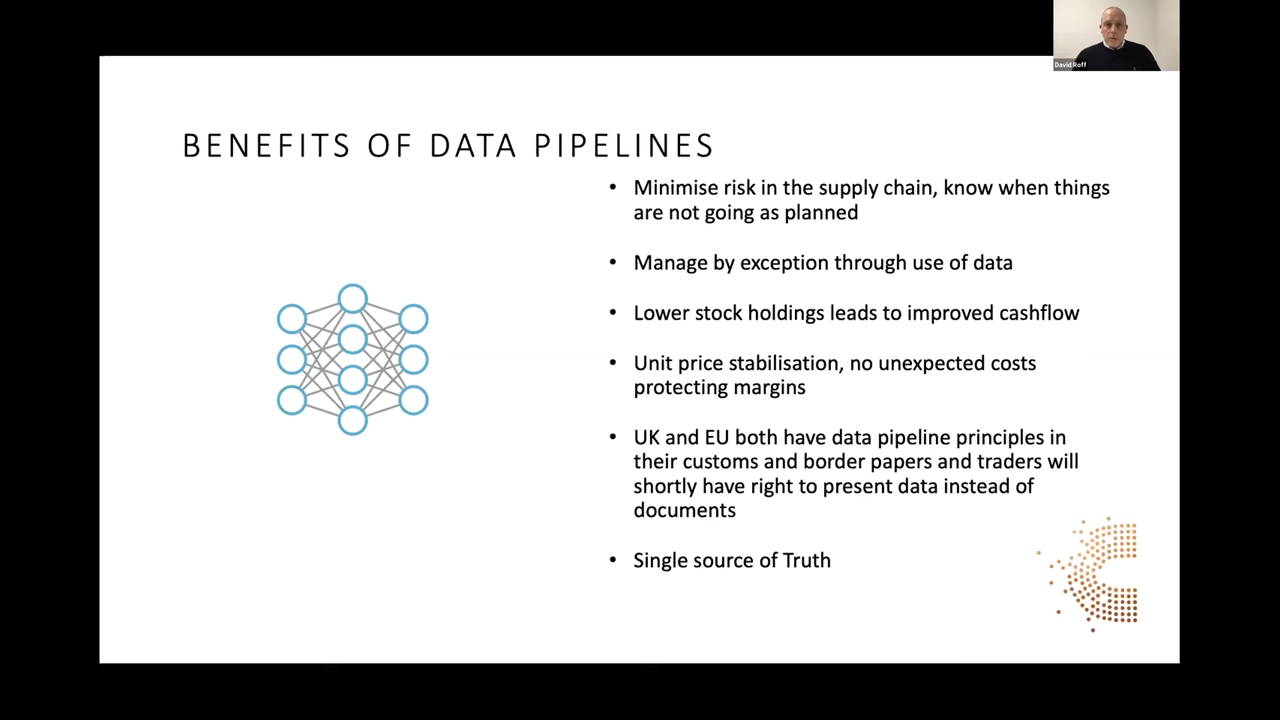 David Roff
BENEFITS OF DATA PIPELINES
• Minimise risk in the supply chain, know when things
are not going as planned
• Manage by exception through use of data
• Lower stock holdings leads to improved cashflow
• Unit price stabilisation, no unexpected costs
protecting margins
• UK and EU both have data pipeline principles in
their customs and border papers and traders will
shortly have right to present data instead of
documents
• Single source of Truth